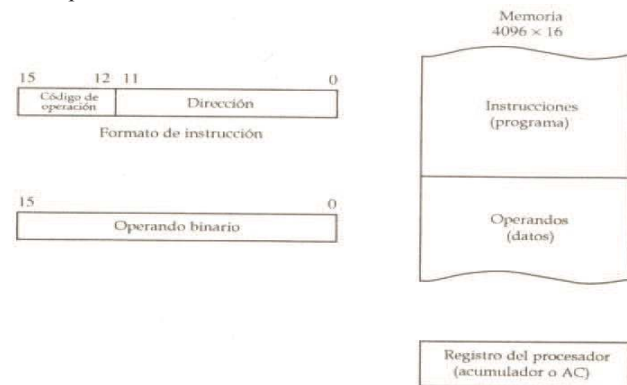 Memoria
4096 × 16
15 12 11 0
Código de
operación
Dirección
Formato de instrucción
Instrucciones
(programa)
15 0
Operando binario
Operandos
(datos)
Registro del procesador
(acumulador o AC)